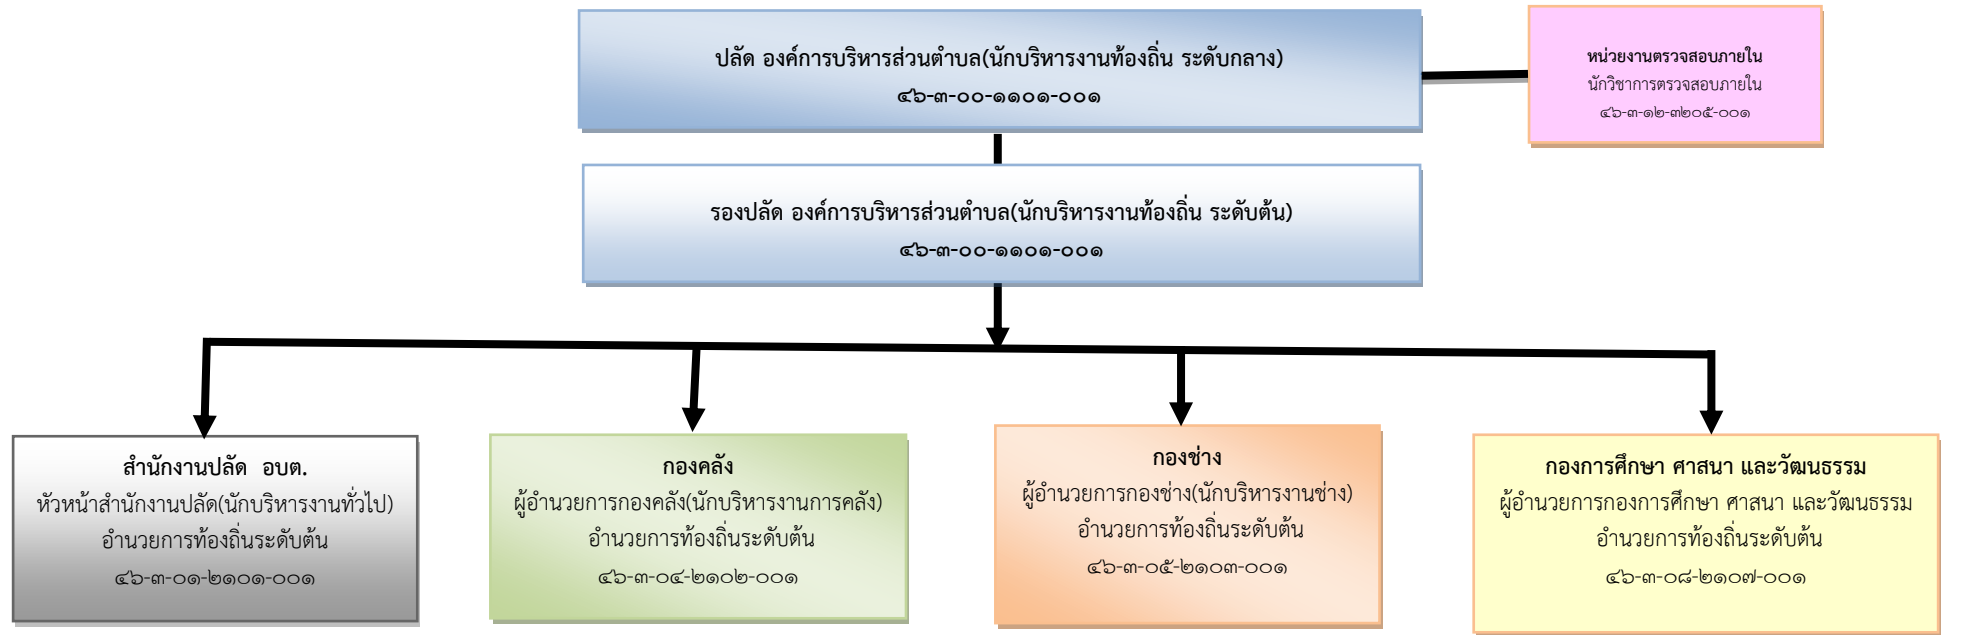 ปลัด องค์การบริหารส่วนตำบล(นักบริหารงานท้องถิ่น ระดับกลาง)
๔๖-๓-๐๐-๑๑๐๑-๐๐๑
หน่วยงานตรวจสอบภายใน
นักวิชาการตรวจสอบภายใน
๔๖-๓-๑๒-๓๒๐๕-๐๐๑
รองปลัด องค์การบริหารส่วนตำบล(นักบริหารงานท้องถิ่น ระดับต้น)
๔๖-๓-๐๐-๑๑๐๑-๐๐๑
สำนักงานปลัด อบต.
หัวหน้าสำนักงานปลัด(นักบริหารงานทั่วไป)
อำนวยการท้องถิ่นระดับต้น
๔๖-๓-๐๑-๒๑๐๑-๐๐๑
กองคลัง
ผู้อำนวยการกองคลัง(นักบริหารงานการคลัง)
อำนวยการท้องถิ่นระดับต้น
๔๖-๓-๐๔-๒๑๐๒-๐๐๑
กองช่าง
ผู้อำนวยการกองช่าง(นักบริหารงานช่าง)
อำนวยการท้องถิ่นระดับต้น
๔๖-๓-๐๕-๒๑๐๓-๐๐๑
กองการศึกษา ศาสนา และวัฒนธรรม
ผู้อำนวยการกองการศึกษา ศาสนา และวัฒนธรรม
อำนวยการท้องถิ่นระดับต้น
๔๖-๓-๐๘-๒๑๐๗-๐๐๑